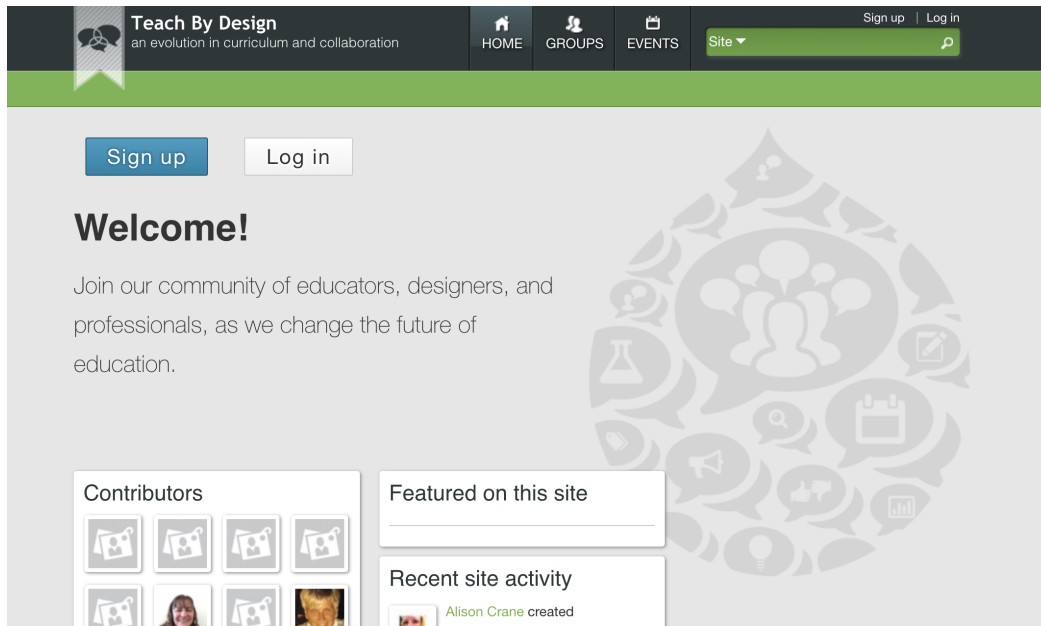 Teach By Design
an evolution in curriculum and collaboration
HOME
GROUPS
EVENTS
Sign up | Log in
Site
Sign up
Log in
Welcome!
Join our community of educators, designers, and
professionals, as we change the future of
education.
Contributors
Featured on this site
Recent site activity
Alison Crane created